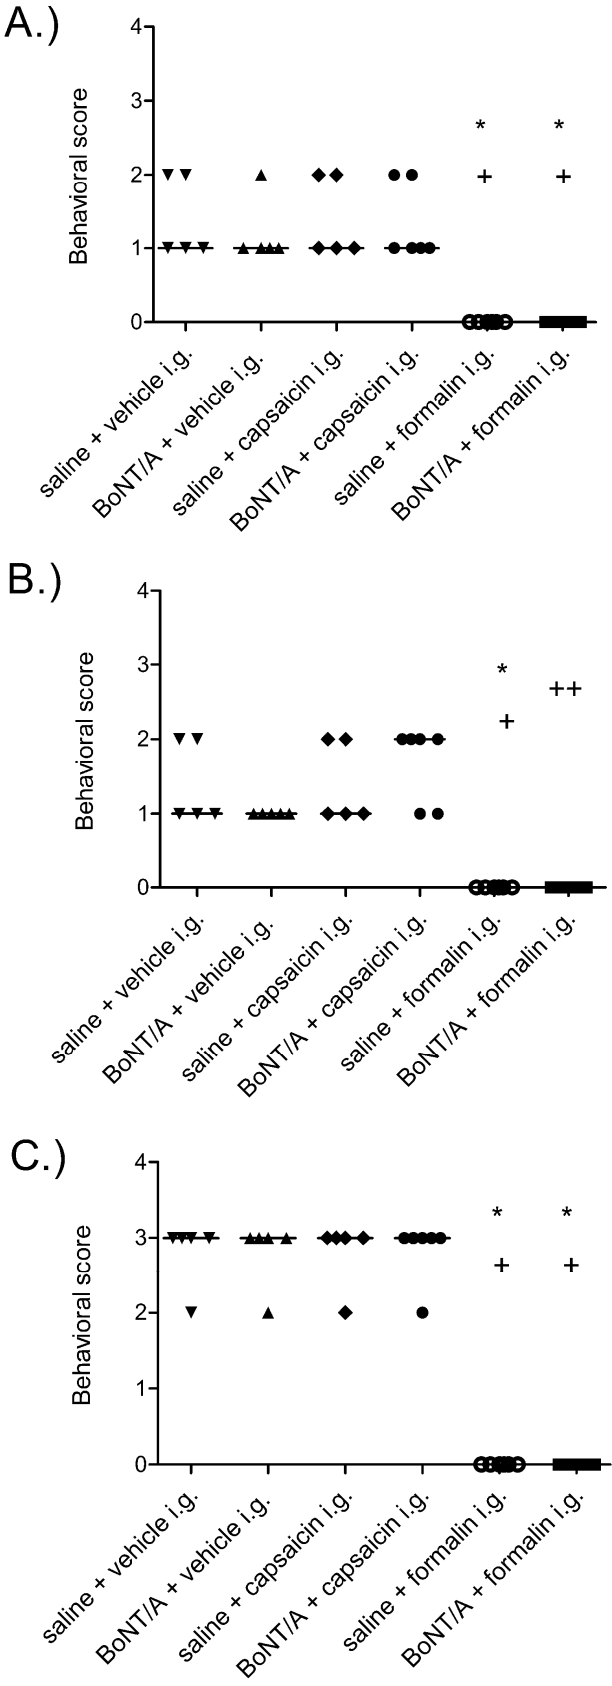 A.)
Behavioral score
4
3
2
1
0
* *
+ +
saline + vehicle i.g.
BoNT/A + vehicle i.g.
saline + capsaicin i.g.
BoNT/A + capsaicin i.g.
saline + formalin i.g.
BoNT/A + formalin i.g.
B.)
Behavioral score
4
3
2
1
0
*
++
+
saline + vehicle i.g.
BoNT/A + vehicle i.g.
saline + capsaicin i.g.
BoNT/A + capsaicin i.g.
saline + formalin i.g.
BoNT/A + formalin i.g.
C.)
Behavioral score
4
3
2
1
0
* *
+ +
saline + vehicle i.g.
BoNT/A + vehicle i.g.
saline + capsaicin i.g.
BoNT/A + capsaicin i.g.
saline + formalin i.g.
BoNT/A + formalin i.g.